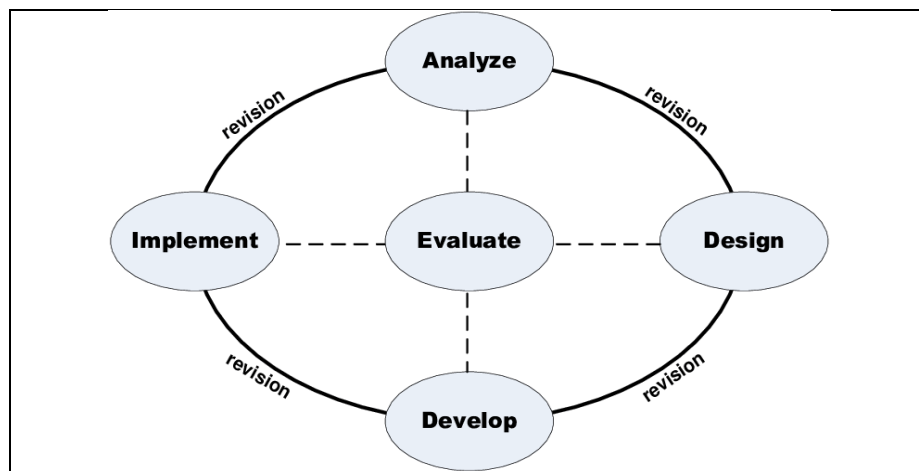 Analyze
revision
revision
Implement
Evaluate
Design
revision
revision
Develop